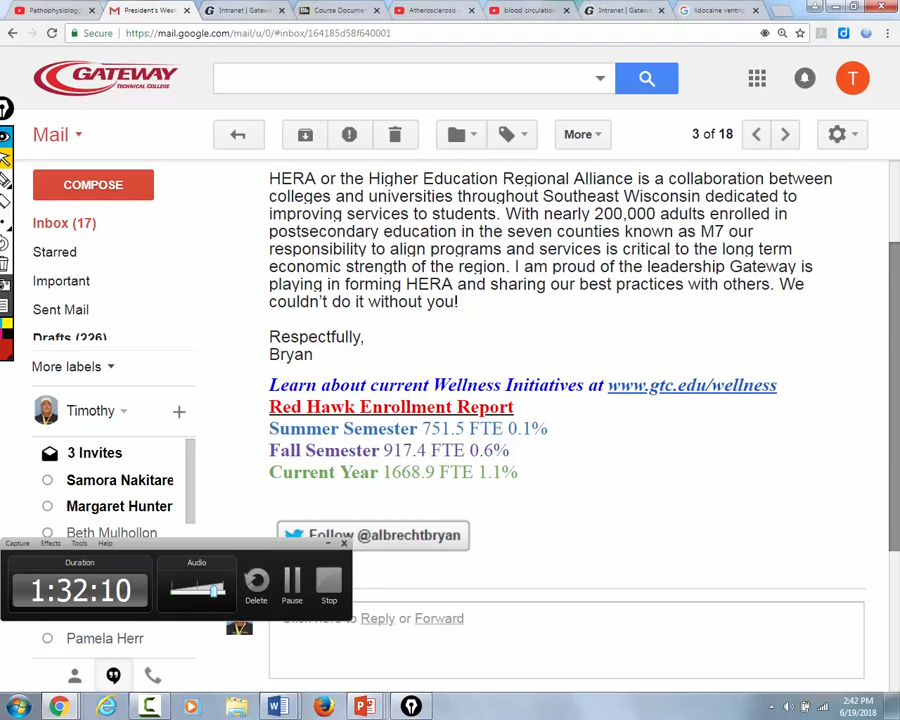 Pathophysiology
President's Wee
Intranet | Gatew
Course Documen
Atherosclerosis
blood circulation
Intranet | Gatew
lidocaine ventric
Secure
https://mail.google.com/mail/u/0/#inbox/164185d58f640001
GATEWAY
TECHNICAL COLLEGE
T
Mail
More
3 of 18
COMPOSE
Inbox (17)
Starred
Important
Sent Mail
Drafts (226)
More labels
Timothy
3 Invites
Samora Nakitare
Margaret Hunter
Beth Mulhollon
Pamela Herr
HERA or the Higher Education Regional Alliance is a collaboration between
colleges and universities throughout Southeast Wisconsin dedicated to
improving services to students. With nearly 200,000 adults enrolled in
postsecondary education in the seven counties known as M7 our
responsibility to align programs and services is critical to the long term
economic strength of the region. I am proud of the leadership Gateway is
playing in forming HERA and sharing our best practices with others. We
couldn't do it without you!
Respectfully,
Bryan
Learn about current Wellness Initiatives at www.gtc.edu/wellness
Red Hawk Enrollment Report
Summer Semester 751.5 FTE 0.1%
Fall Semester 917.4 FTE 0.6%
Current Year 1668.9 FTE 1.1%
Follow @albrechtbryan
Click here to Reply or Forward
Capture Effects Tools Help
Duration
1:32:10
Audio
Delete
Pause
Stop
2:42 PM
6/19/2018